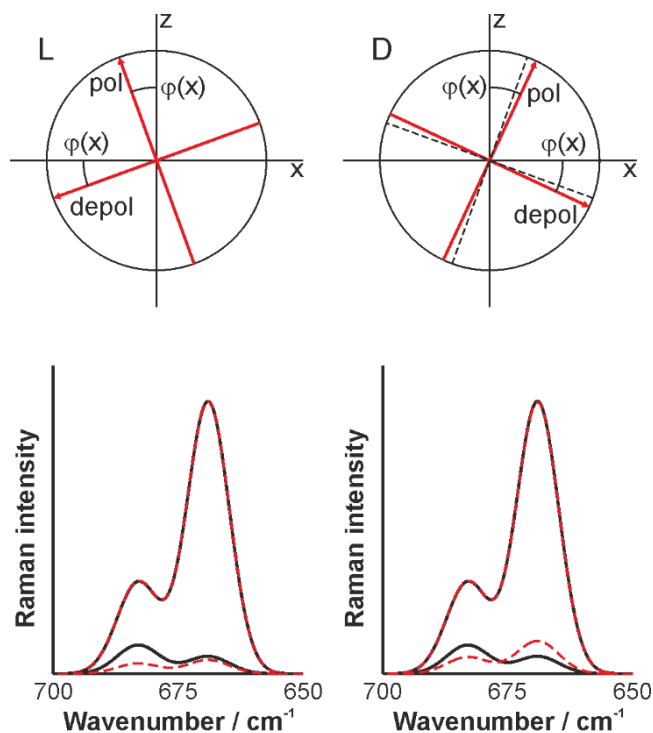 L
z
pol
φ(x)
φ(x)
x
depol
D
z
φ(x)
pol
φ(x)
x
depol
Raman intensity
700
675
650
Wavenumber / cm⁻¹
Raman intensity
700
675
650
Wavenumber / cm⁻¹